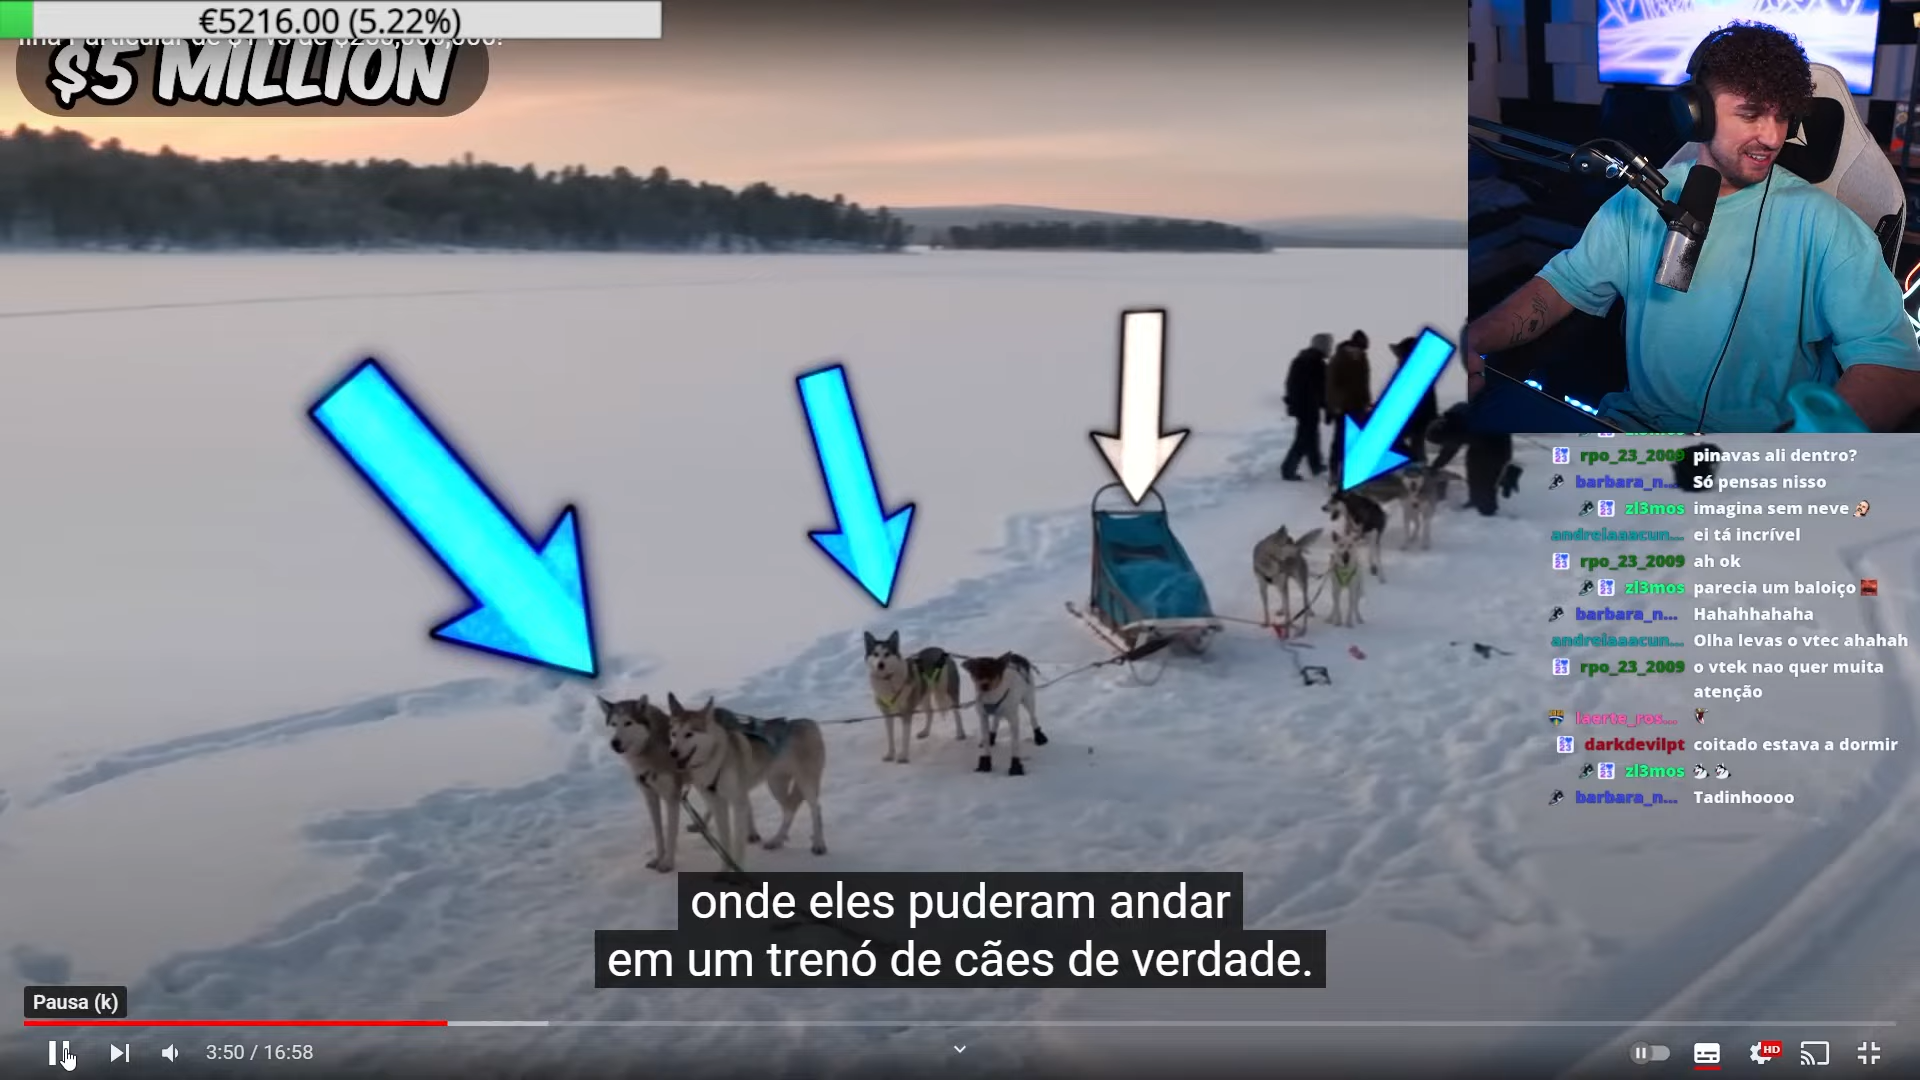 €5216.00 (5.22%)
$5 MILLION
rpo_23_2009 pinavas ali dentro?
barbara_n... Só pensas nisso
zl3mos imagina sem neve
andreiaaacun... ei tá incrível
rpo_23_2009 ah ok
zl3mos parecia um baloiço
barbara_n... Hahahhahaha
andreiaaacun... Olha levas o vtec ahahah
rpo_23_2009 o vtek nao quer muita
atenção
laerte_ros...
darkdevilpt coitado estava a dormir
zl3mos
barbara_n... Tadinhoooo
onde eles puderam andar
em um trenó de cães de verdade.
Pausa (k)
3:50 / 16:58
HD